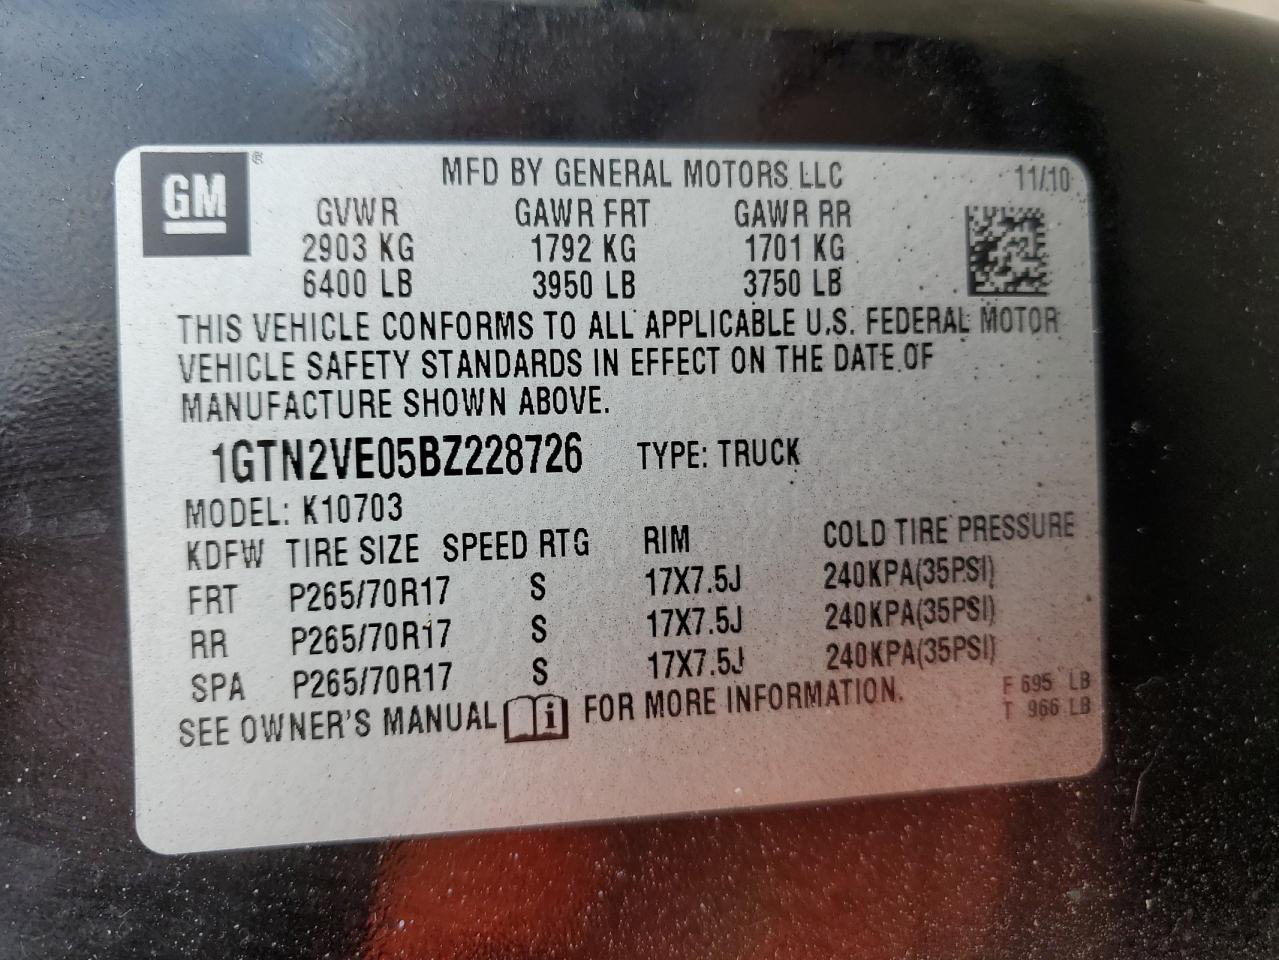 GM ®
MFD BY GENERAL MOTORS LLC 11/10
GVWR GAWR FRT GAWR RR
2903 KG 1792 KG 1701 KG
6400 LB 3950 LB 3750 LB
THIS VEHICLE CONFORMS TO ALL APPLICABLE U.S. FEDERAL MOTOR
VEHICLE SAFETY STANDARDS IN EFFECT ON THE DATE OF
MANUFACTURE SHOWN ABOVE.
1GTN2VE05BZ228726 TYPE: TRUCK
MODEL: K10703
KDFW TIRE SIZE SPEED RTG RIM COLD TIRE PRESSURE
FRT P265/70R17 S 17X7.5J 240KPA(35PSI)
RR P265/70R17 S 17X7.5J 240KPA(35PSI)
SPA P265/70R17 S 17X7.5J 240KPA(35PSI)
SEE OWNER'S MANUAL i FOR MORE INFORMATION.
F 695 LB
T 966 LB